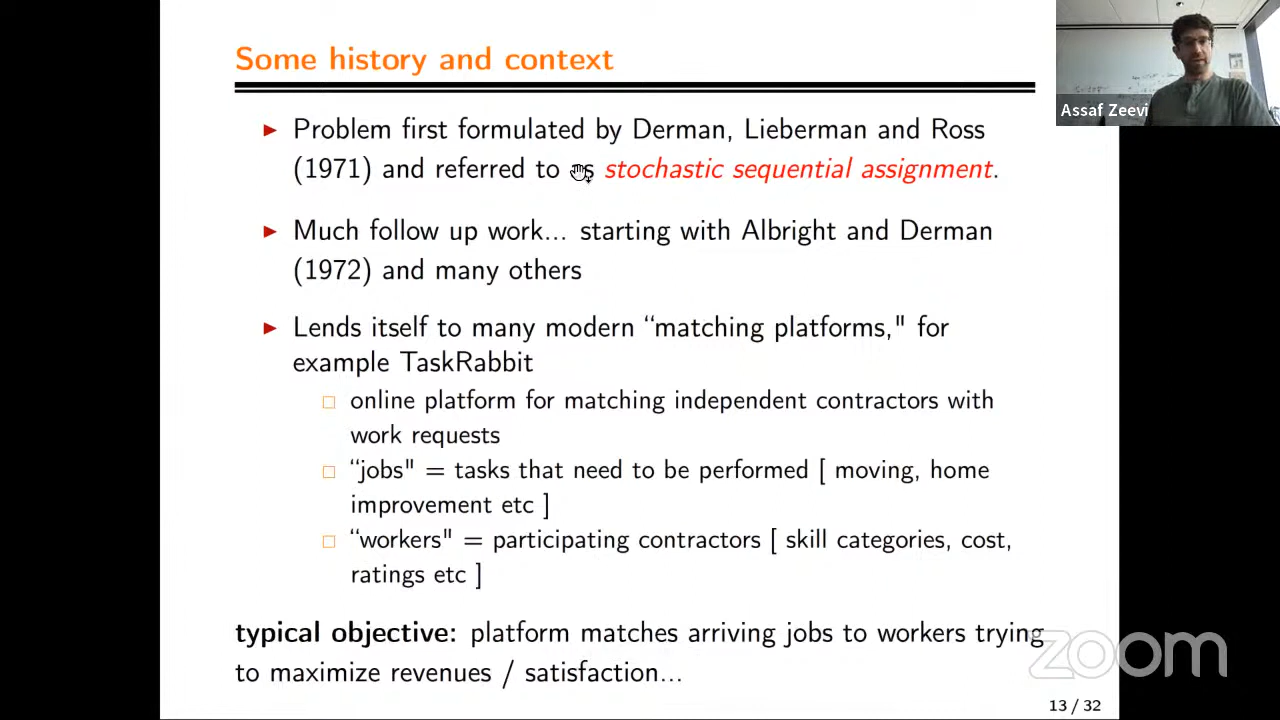 Some history and context
Assaf Zeevi
► Problem first formulated by Derman, Lieberman and Ross
(1971) and referred to as stochastic sequential assignment.
► Much follow up work... starting with Albright and Derman
(1972) and many others
► Lends itself to many modern “matching platforms," for
example TaskRabbit
□ online platform for matching independent contractors with
work requests
□ “jobs" = tasks that need to be performed [ moving, home
improvement etc ]
□ “workers" = participating contractors [ skill categories, cost,
ratings etc ]
typical objective: platform matches arriving jobs to workers trying
to maximize revenues / satisfaction...
zoom
13 / 32